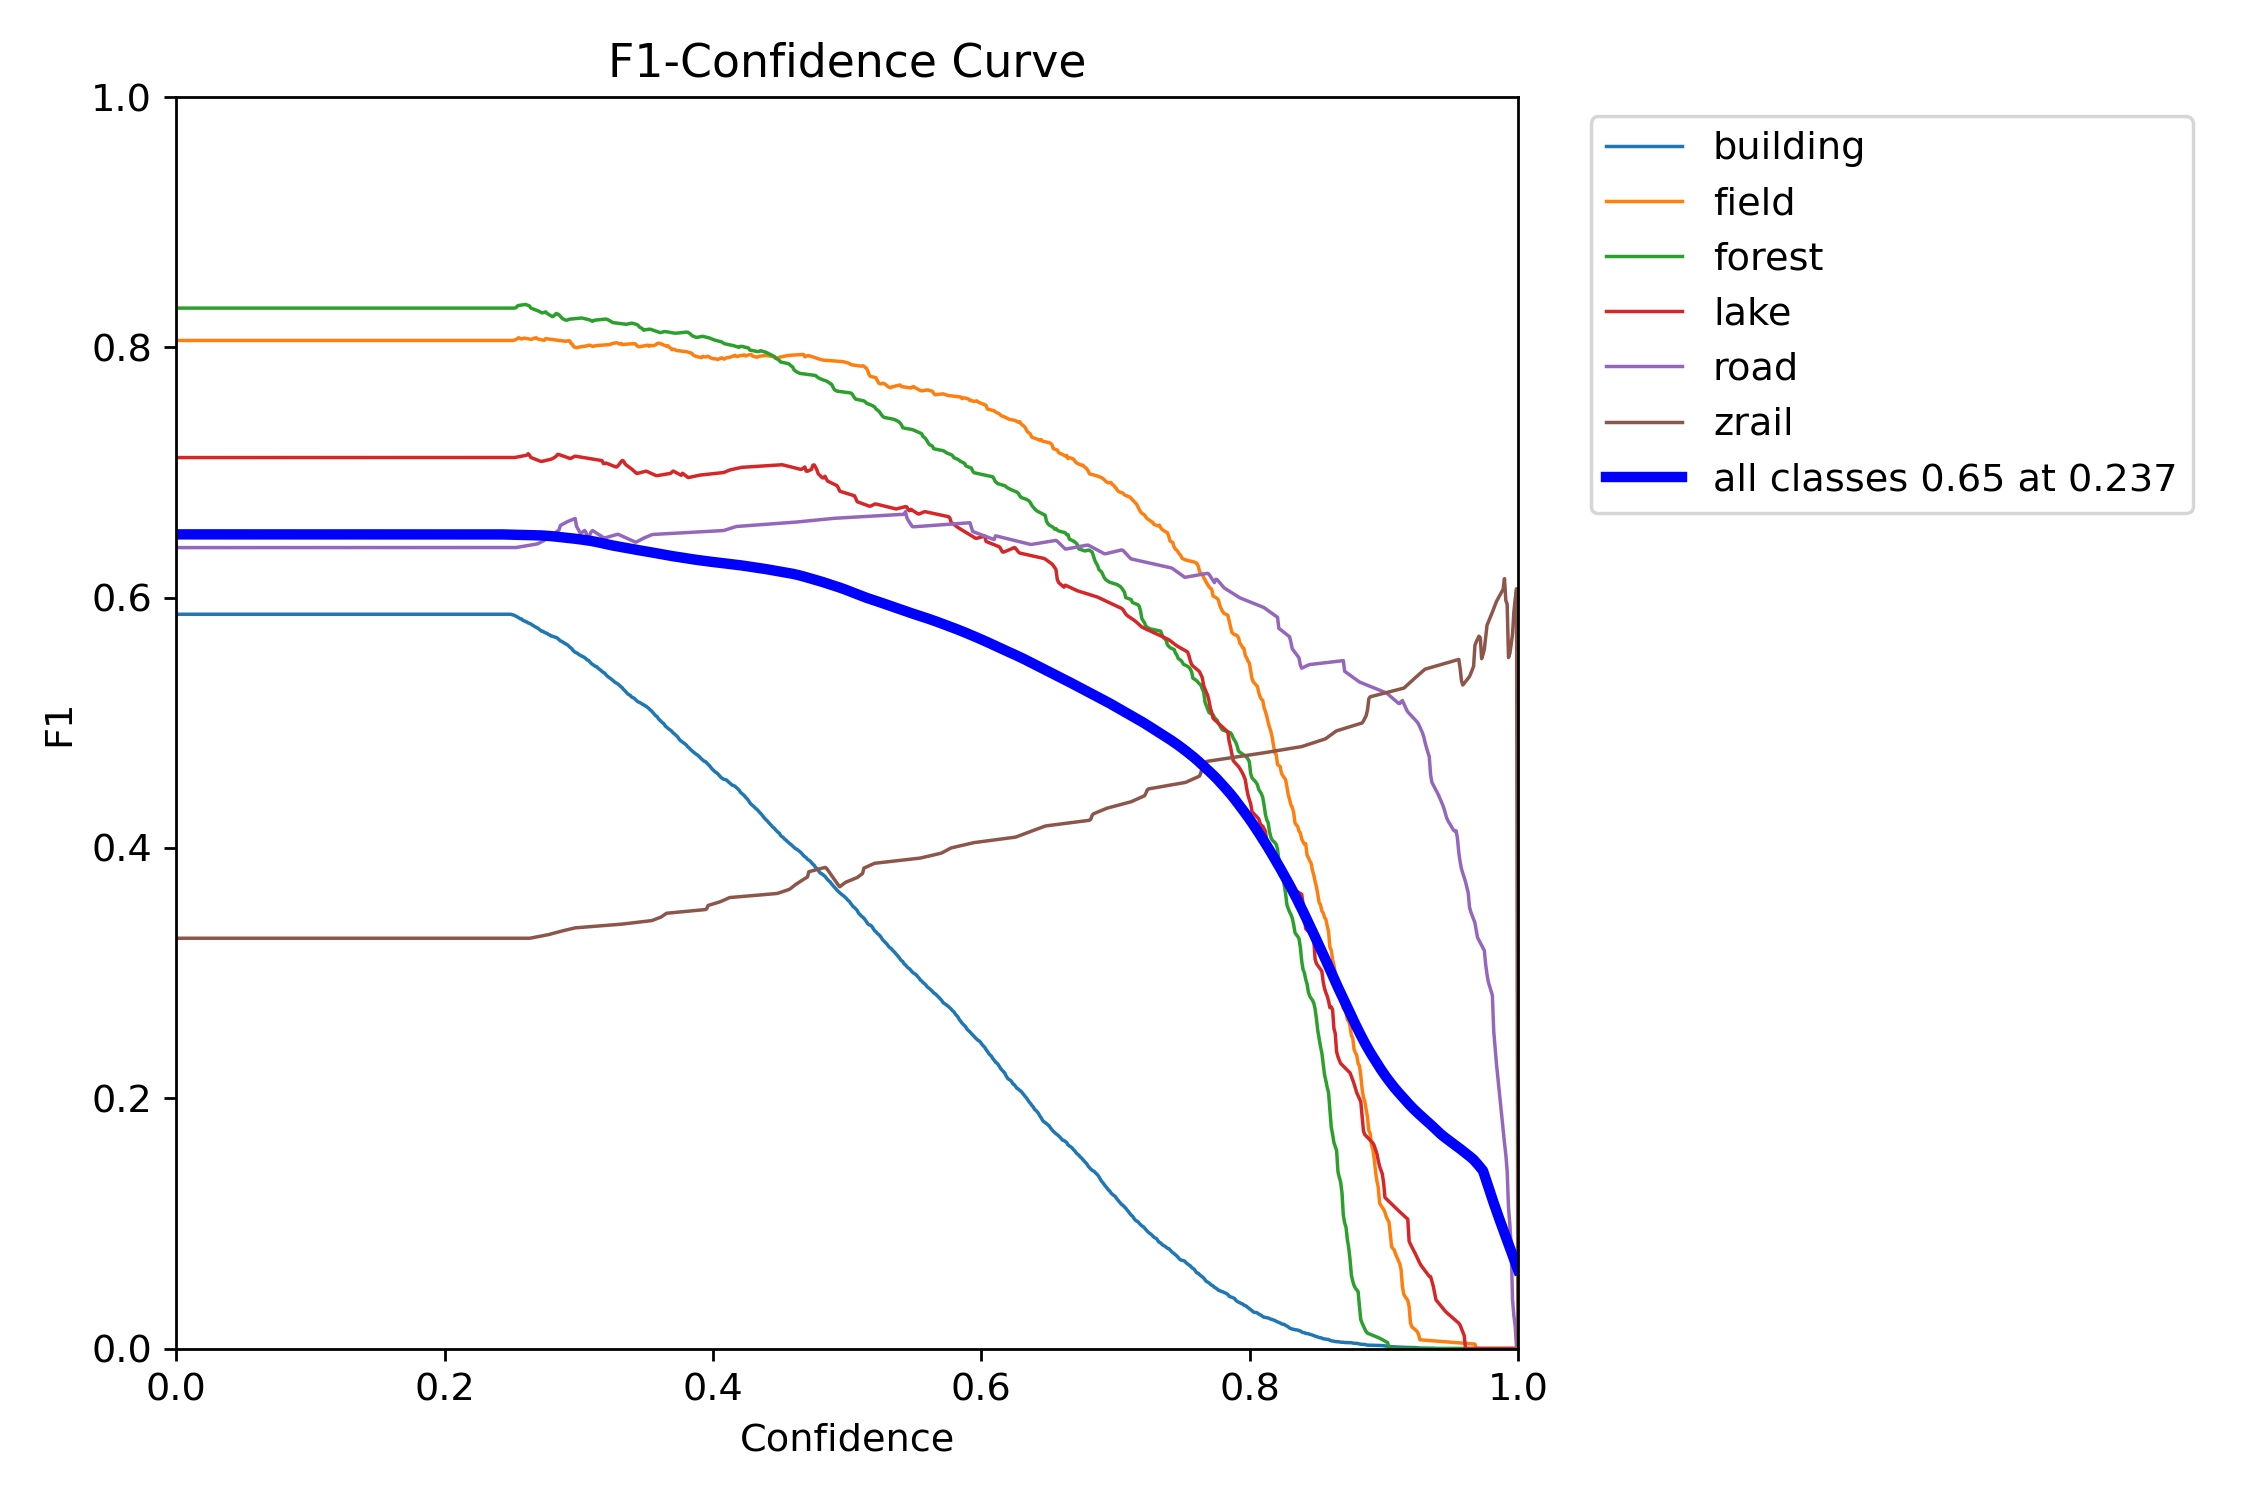 F1-Confidence Curve
1.0
0.8
0.6
0.4
0.2
0.0
F1
0.0 0.2 0.4 0.6 0.8 1.0
Confidence
building
field
forest
lake
road
zrail
all classes 0.65 at 0.237